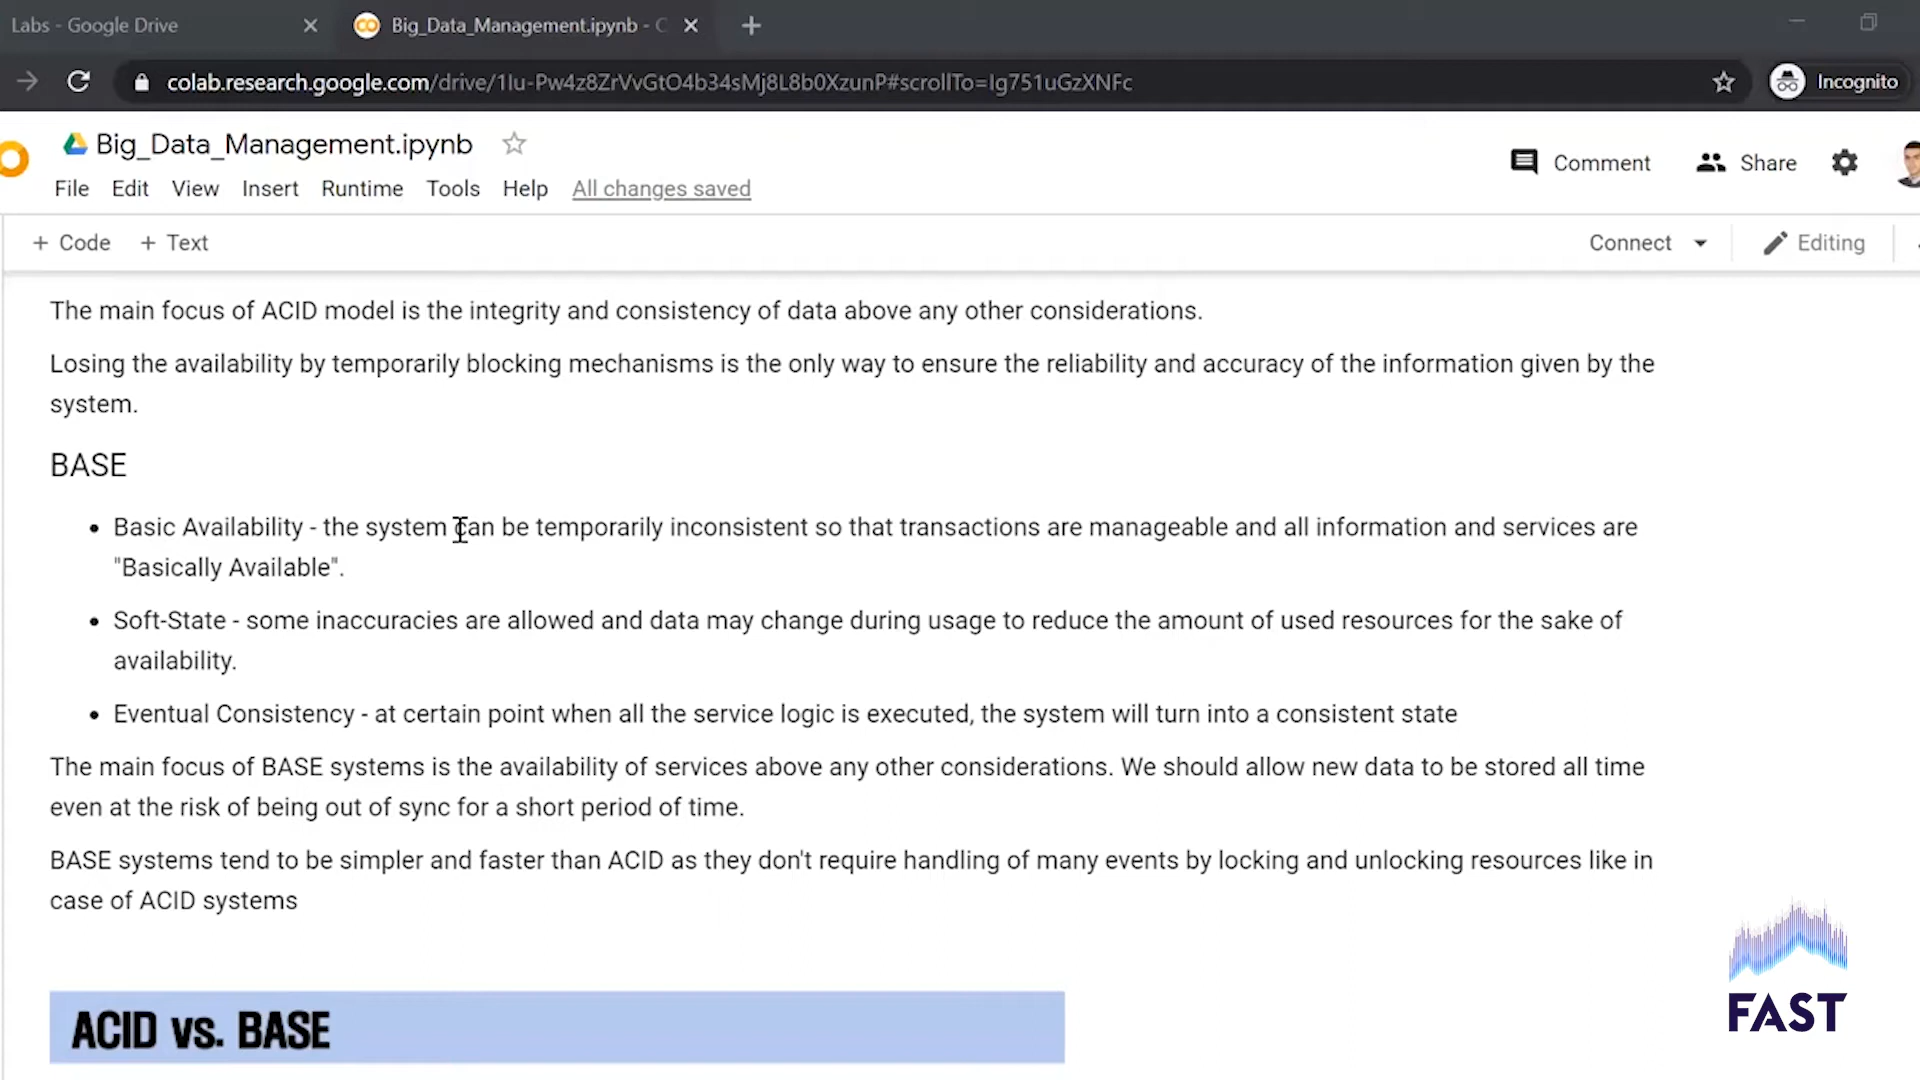 Labs - Google Drive
Big_Data_Management.ipynb - C
colab.research.google.com/drive/1Iu-Pw4z8ZrVvGtO4b34sMj8L8b0XzunP#scrollTo=Ig751uGzXNFc
Incognito
Big_Data_Management.ipynb
Comment
Share
File Edit View Insert Runtime Tools Help All changes saved
+ Code + Text
Connect
Editing
The main focus of ACID model is the integrity and consistency of data above any other considerations.
Losing the availability by temporarily blocking mechanisms is the only way to ensure the reliability and accuracy of the information given by the
system.
BASE
• Basic Availability - the system can be temporarily inconsistent so that transactions are manageable and all information and services are
"Basically Available".
• Soft-State - some inaccuracies are allowed and data may change during usage to reduce the amount of used resources for the sake of
availability.
• Eventual Consistency - at certain point when all the service logic is executed, the system will turn into a consistent state
The main focus of BASE systems is the availability of services above any other considerations. We should allow new data to be stored all time
even at the risk of being out of sync for a short period of time.
BASE systems tend to be simpler and faster than ACID as they don't require handling of many events by locking and unlocking resources like in
case of ACID systems
ACID vs. BASE
FAST